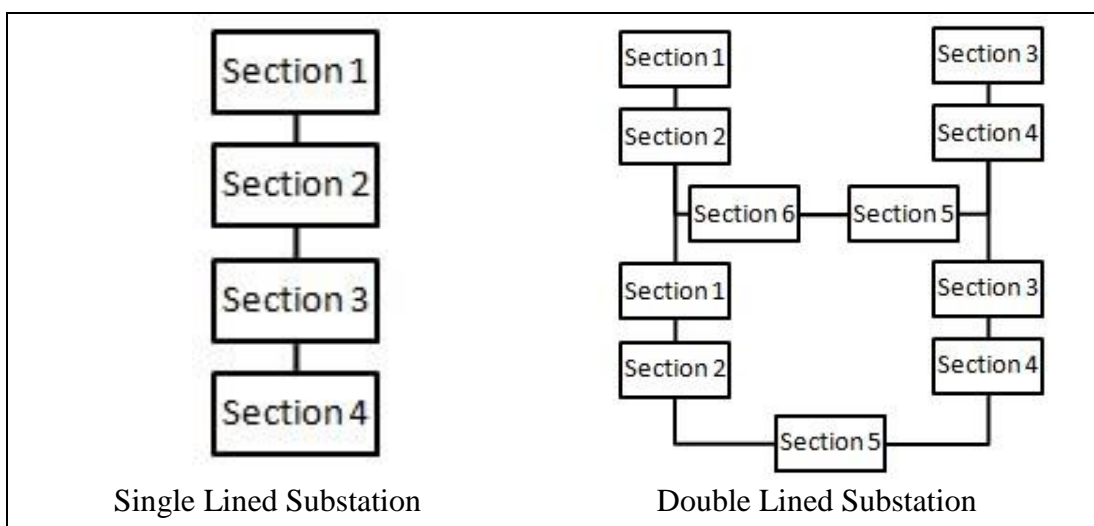 Section 1
Section 2
Section 3
Section 4
Single Lined Substation
Section 1
Section 2
Section 3
Section 4
Section 6
Section 5
Section 1
Section 2
Section 3
Section 4
Section 5
Double Lined Substation